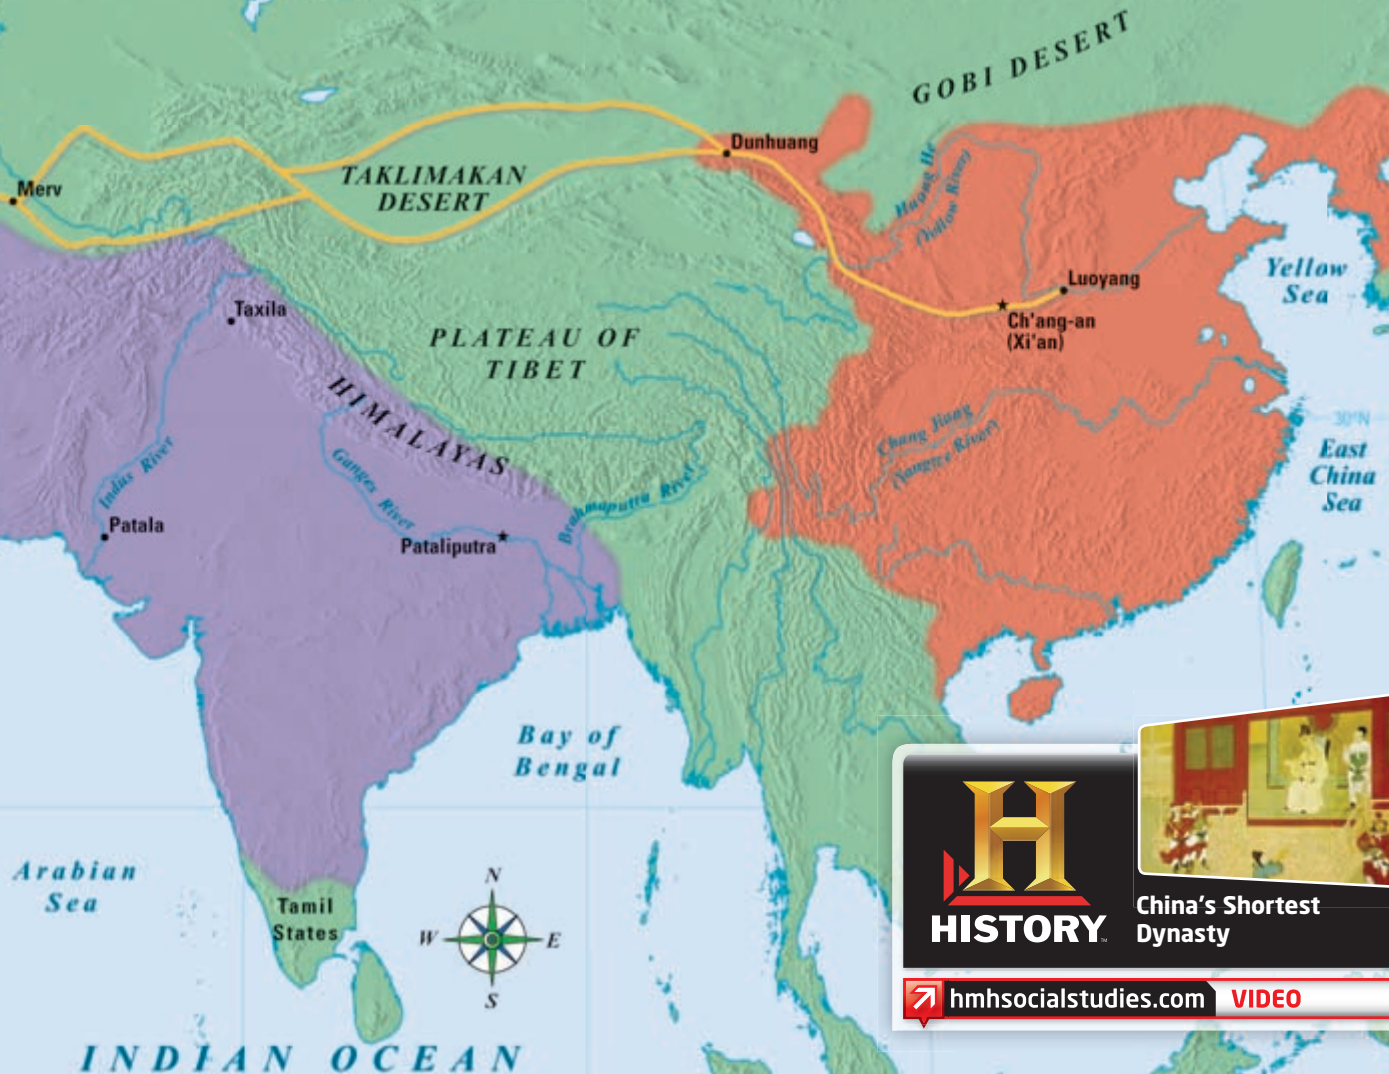 GOBI DESERT
Dunhuang
TAKLIMAKAN
DESERT
Merv
Huang He
(Yellow River)
Yellow
Sea
Luoyang
Ch'ang-an
(Xi'an)
Taxila
PLATEAU OF
TIBET
HIMALAYAS
Chang Jiang
(Yangtze River)
30°N
East
China
Sea
Indus River
Ganges River
Brahmaputra River
Patala
Pataliputra
Bay of
Bengal
Arabian
Sea
Tamil
States
N
W E
S
INDIAN OCEAN
HISTORY
China's Shortest
Dynasty
hmhsocialstudies.com VIDEO